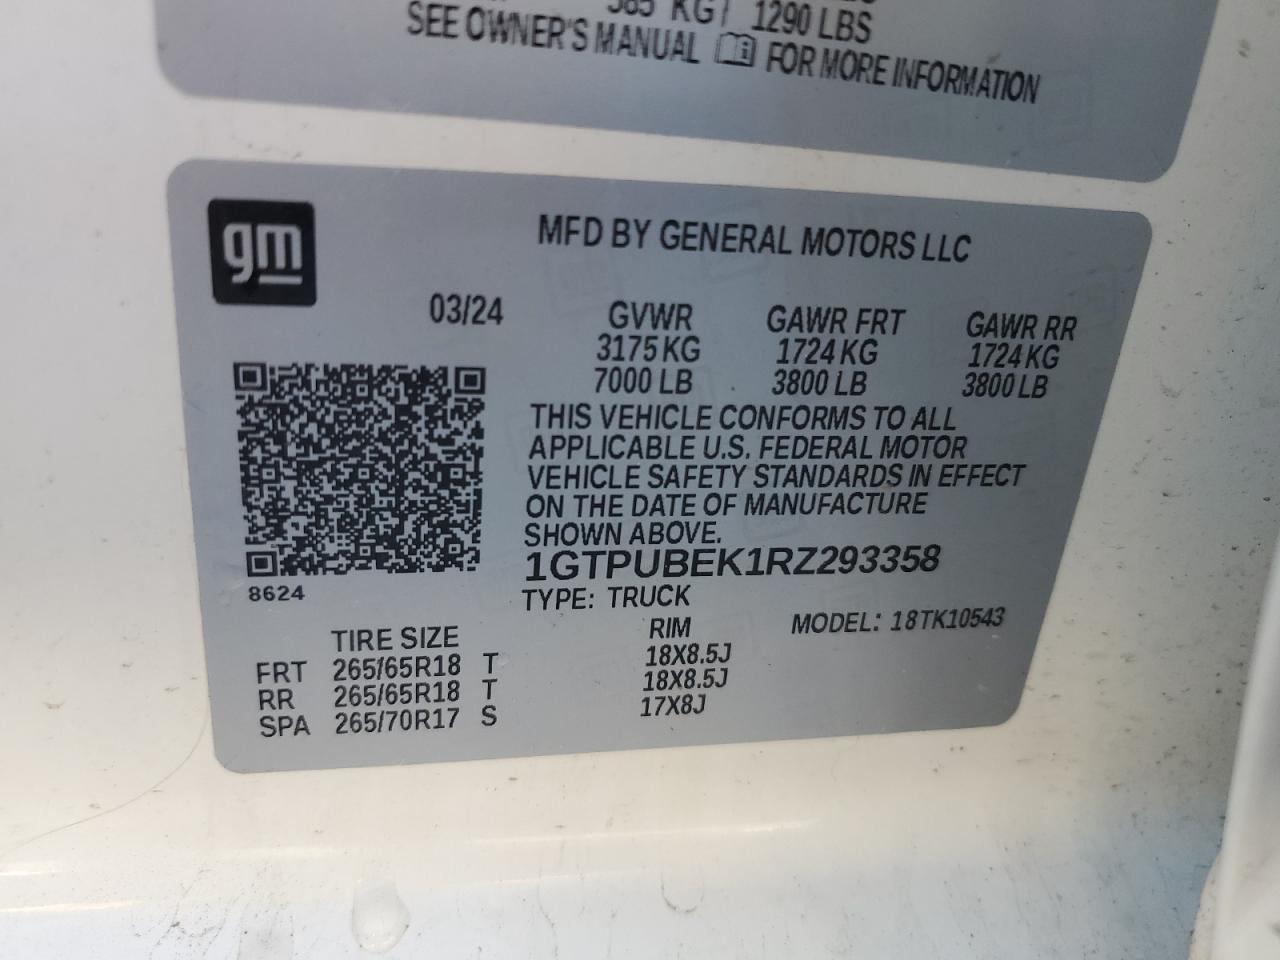 KG 1290 LBS
SEE OWNER'S MANUAL FOR MORE INFORMATION
gm
MFD BY GENERAL MOTORS LLC
03/24 GVWR GAWR FRT GAWR RR
3175 KG 1724 KG 1724 KG
7000 LB 3800 LB 3800 LB
THIS VEHICLE CONFORMS TO ALL
APPLICABLE U.S. FEDERAL MOTOR
VEHICLE SAFETY STANDARDS IN EFFECT
ON THE DATE OF MANUFACTURE
SHOWN ABOVE.
1GTPUBEK1RZ293358
8624
TYPE: TRUCK
MODEL: 18TK10543
TIRE SIZE RIM
FRT 265/65R18 T 18X8.5J
RR 265/65R18 T 18X8.5J
SPA 265/70R17 S 17X8J